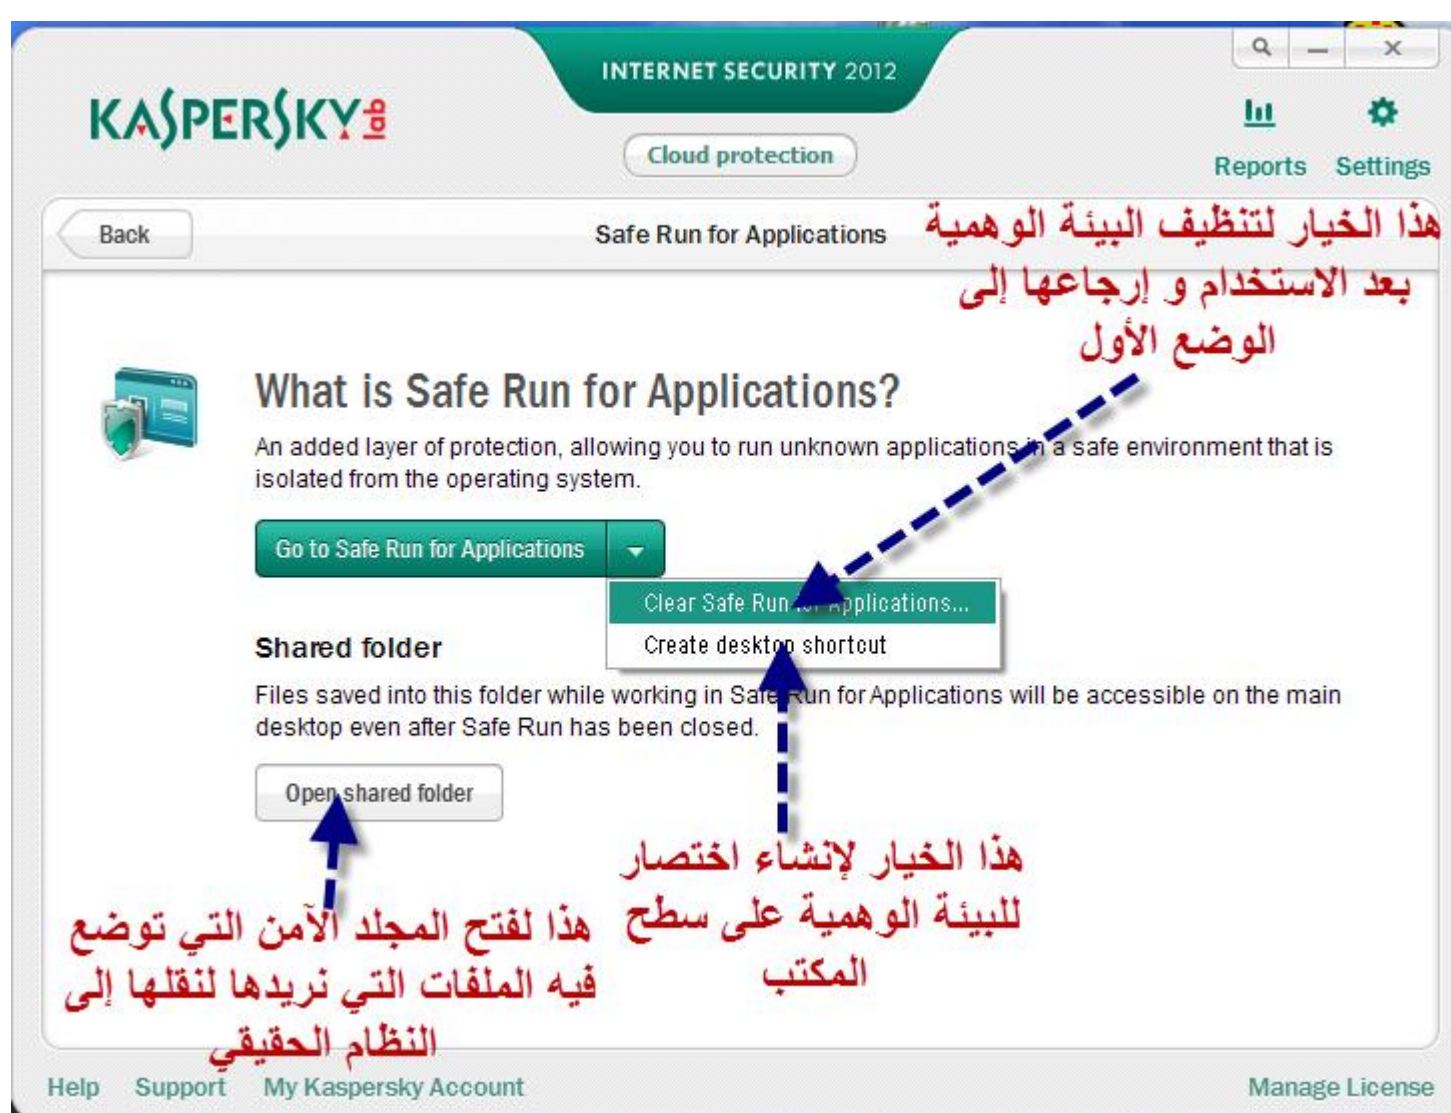 INTERNET SECURITY 2012
KASPERSKY lab
Cloud protection
Reports
Settings
Back
Safe Run for Applications
هذا الخيار لتنظيف البيئة الوهمية
بعد الاستخدام و إرجاعها إلى
الوضع الأول
What is Safe Run for Applications?
An added layer of protection, allowing you to run unknown applications in a safe environment that is
isolated from the operating system.
Go to Safe Run for Applications
Clear Safe Run for Applications...
Create desktop shortcut
Shared folder
Files saved into this folder while working in Safe Run for Applications will be accessible on the main
desktop even after Safe Run has been closed.
Open shared folder
هذا الخيار لإنشاء اختصار
للبيئة الوهمية على سطح
المكتب
هذا لفتح المجلد الآمن التي توضع
فيه الملفات التي نريدها لنقلها إلى
النظام الحقيقي
Help Support My Kaspersky Account
Manage License